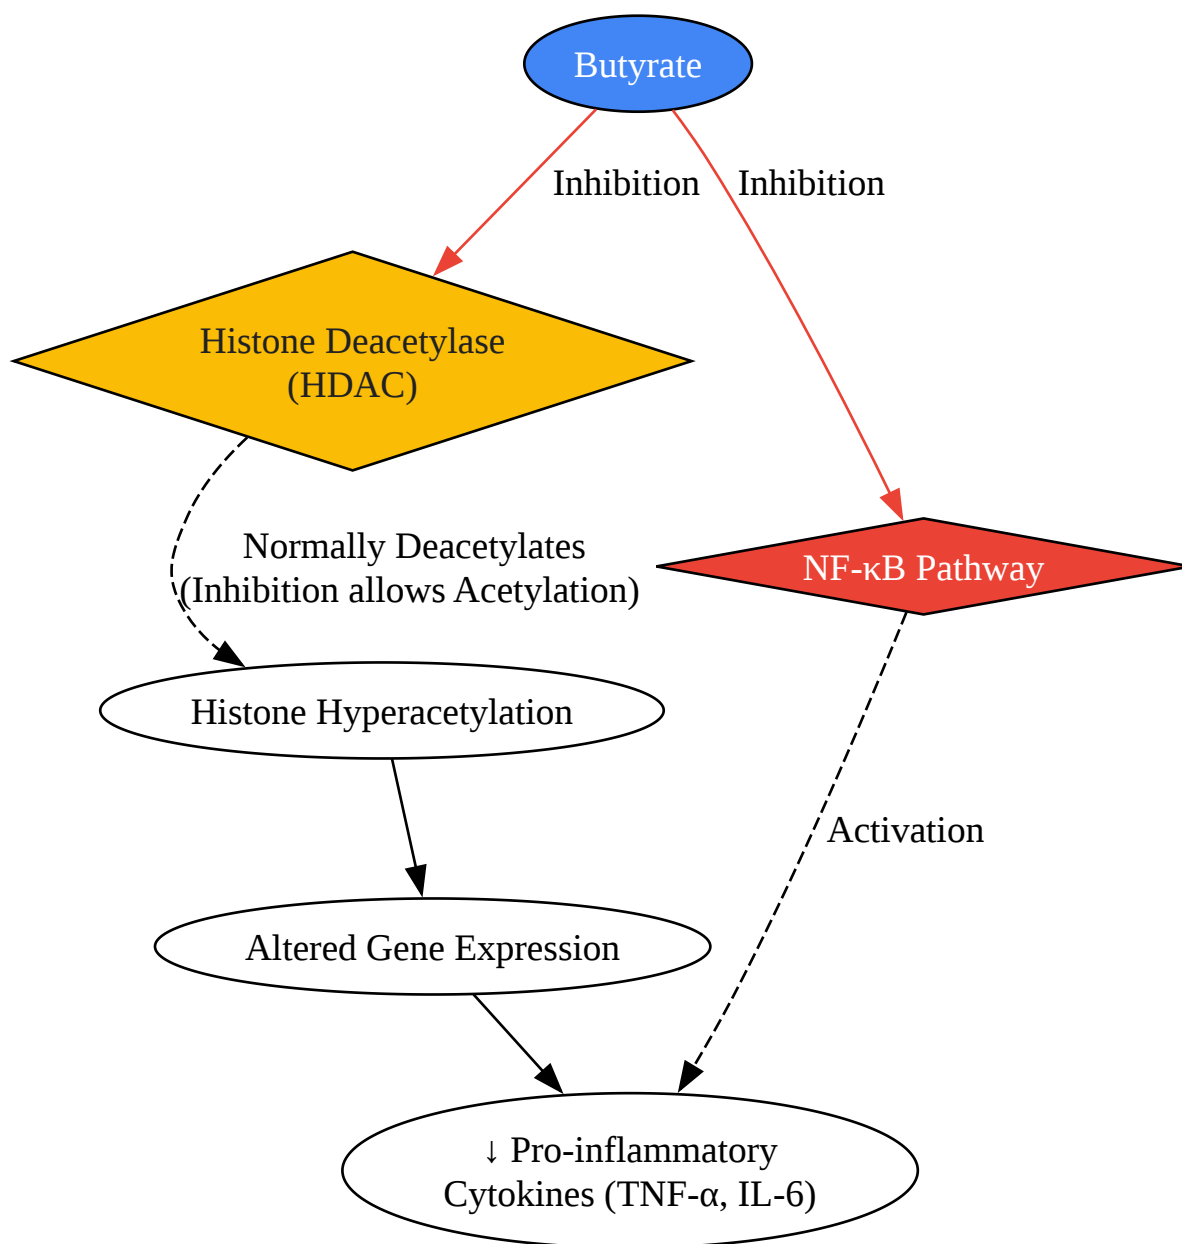 Butyrate
Inhibition
Inhibition
Histone Deacetylase
(HDAC)
Normally Deacetylates
(Inhibition allows Acetylation)
NF-κB Pathway
Histone Hyperacetylation
Activation
Altered Gene Expression
↓ Pro-inflammatory
Cytokines (TNF-α, IL-6)